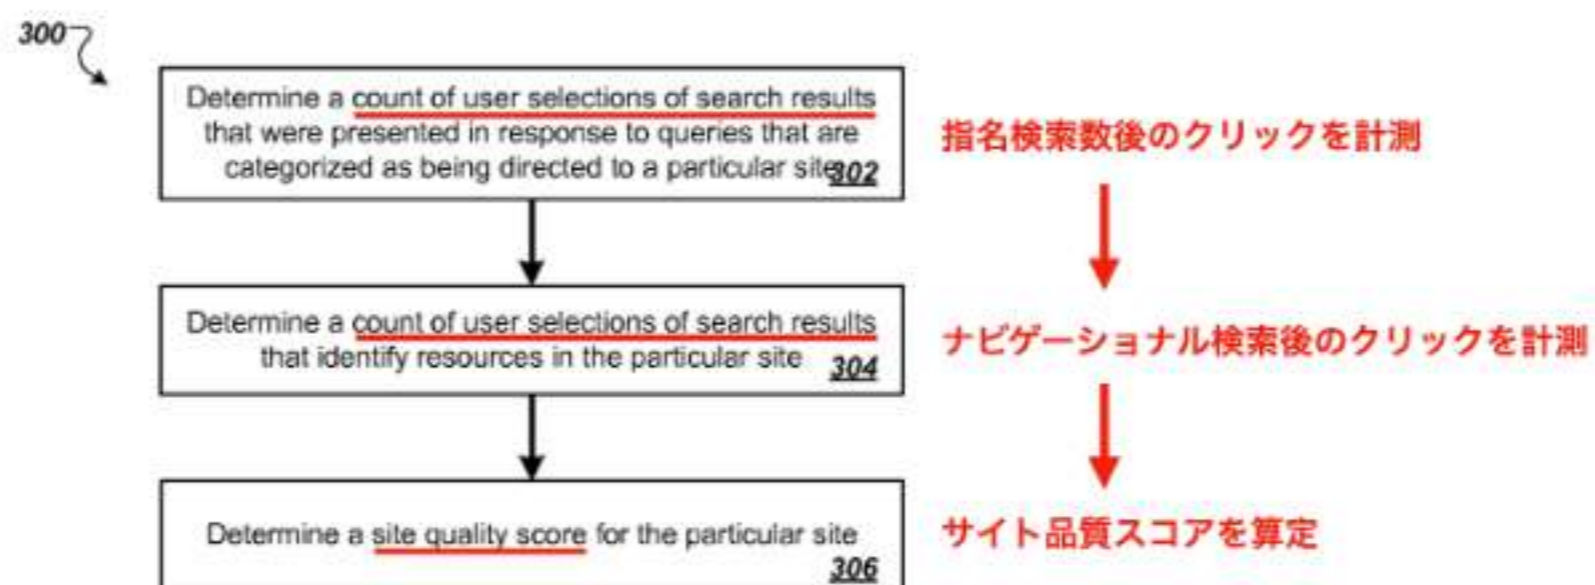 300
Determine a count of user selections of search results
that were presented in response to queries that are
categorized as being directed to a particular site
302
指名検索数後のクリックを計測
Determine a count of user selections of search results
that identify resources in the particular site
304
ナビゲーショナル検索後のクリックを計測
Determine a site quality score for the particular site
306
サイト品質スコアを算定